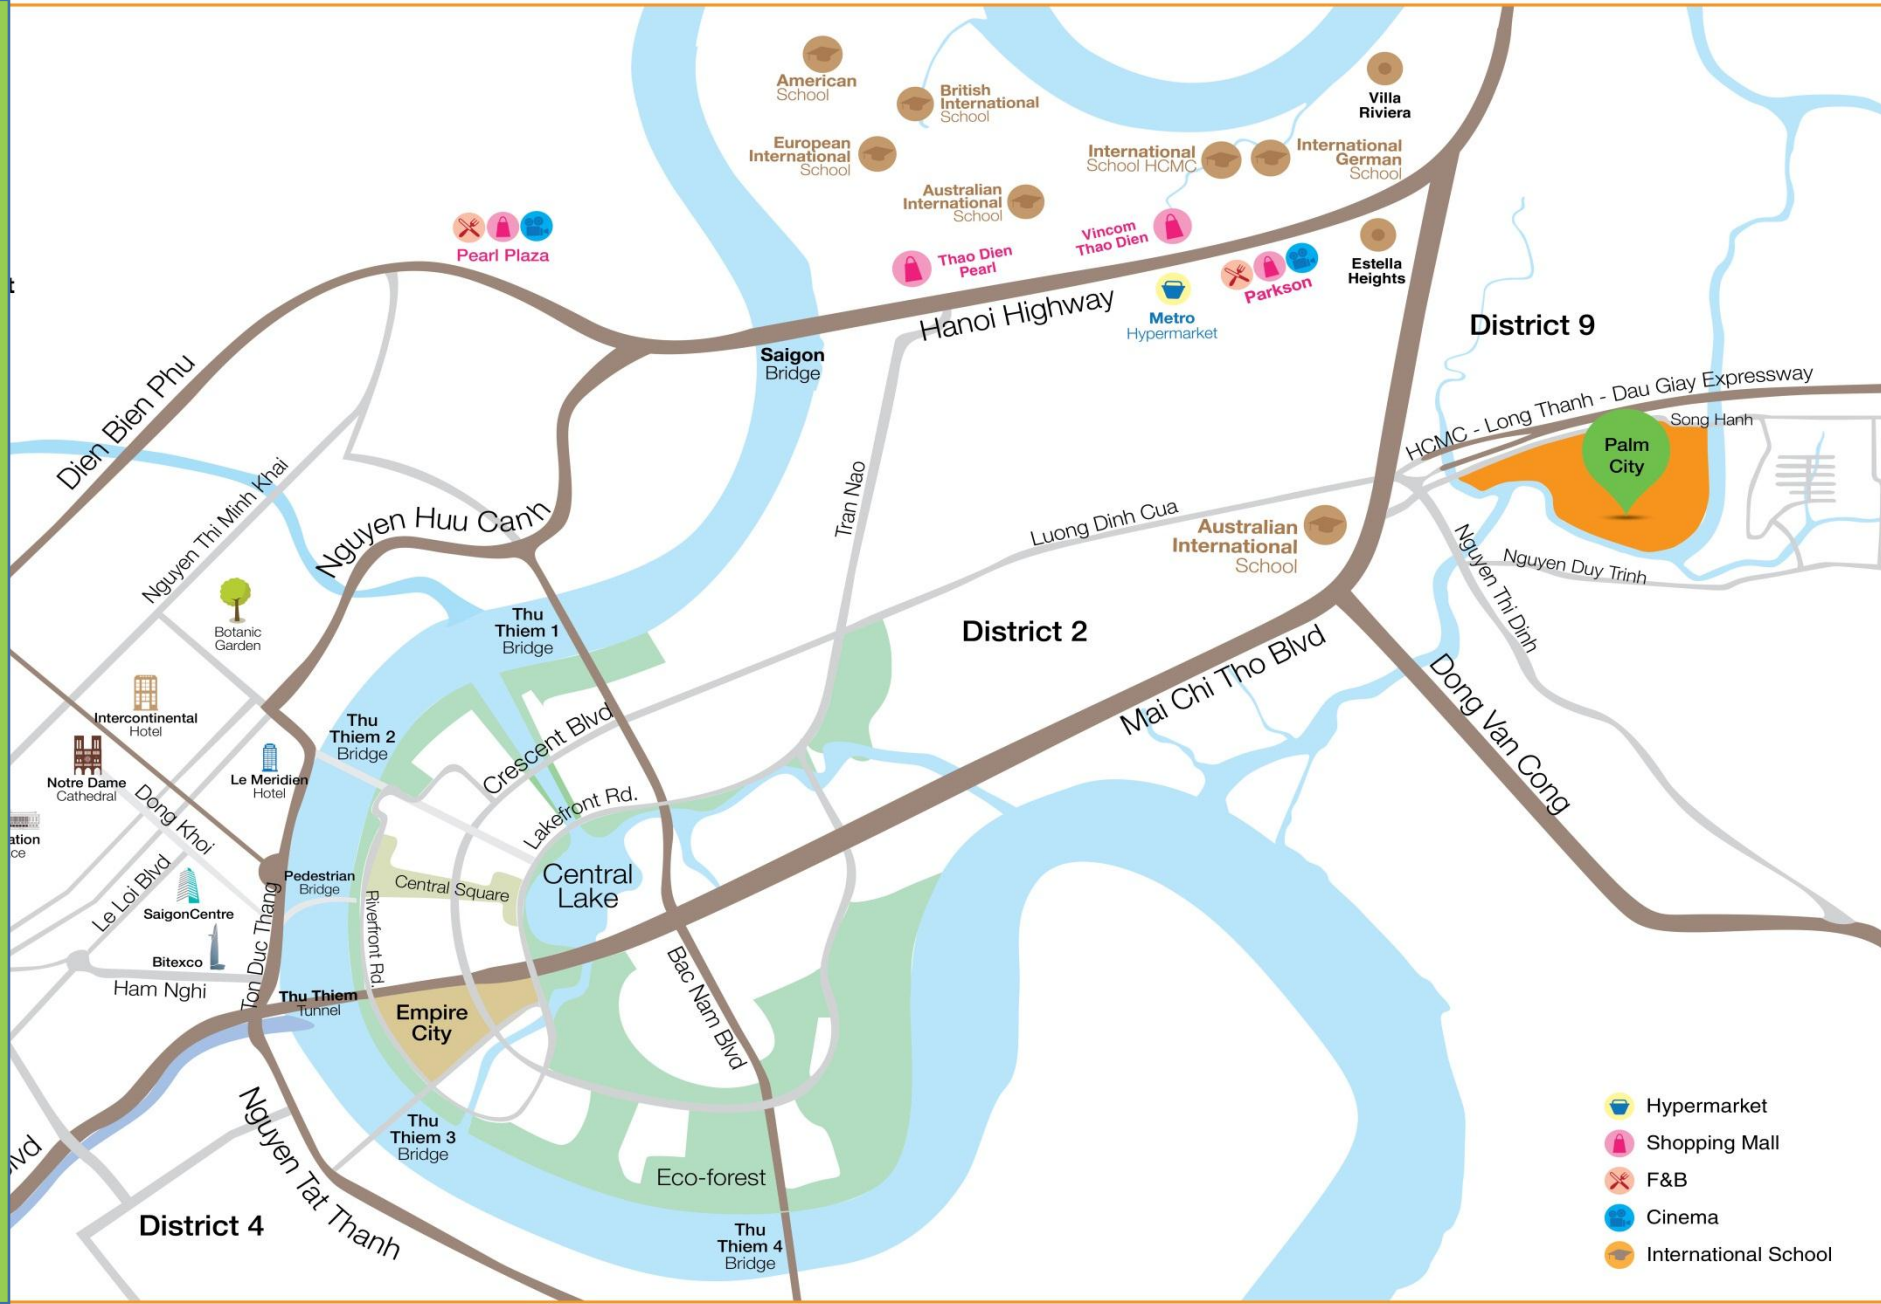 American
School
British
International
School
Villa
Riviera
European
International
School
International
School HCMC
International
German
School
Australian
International
School
Pearl Plaza
Vincom
Thao Dien
Thao Dien
Pearl
Estella
Heights
Parkson
Metro
Hypermarket
Hanoi Highway
District 9
Saigon
Bridge
Dien Bien Phu
HCMC - Long Thanh - Dau Giay Expressway
Song Hanh
Palm
City
Nguyen Thi Minh Khai
Nguyen Huu Canh
Tran Nao
Luong Dinh Cua
Australian
International
School
Nguyen Thi Dinh
Nguyen Duy Trinh
Botanic
Garden
Thu
Thiem 1
Bridge
District 2
Mai Chi Tho Blvd
Dong Van Cong
Intercontinental
Hotel
Thu
Thiem 2
Bridge
Crescent Blvd
Notre Dame
Cathedral
Le Meridien
Hotel
Lakefront Rd.
Dong Khoi
ation
ce
Le Loi Blvd
SaigonCentre
Pedestrian
Bridge
Central Square
Central
Lake
Riverfront Rd.
Ton Duc Thang
Bitexco
Ham Nghi
Thu Thiem
Tunnel
Empire
City
Bac Nam Blvd
Nguyen Tat Thanh
Thu
Thiem 3
Bridge
Eco-forest
District 4
Thu
Thiem 4
Bridge
Hypermarket
Shopping Mall
F&B
Cinema
International School